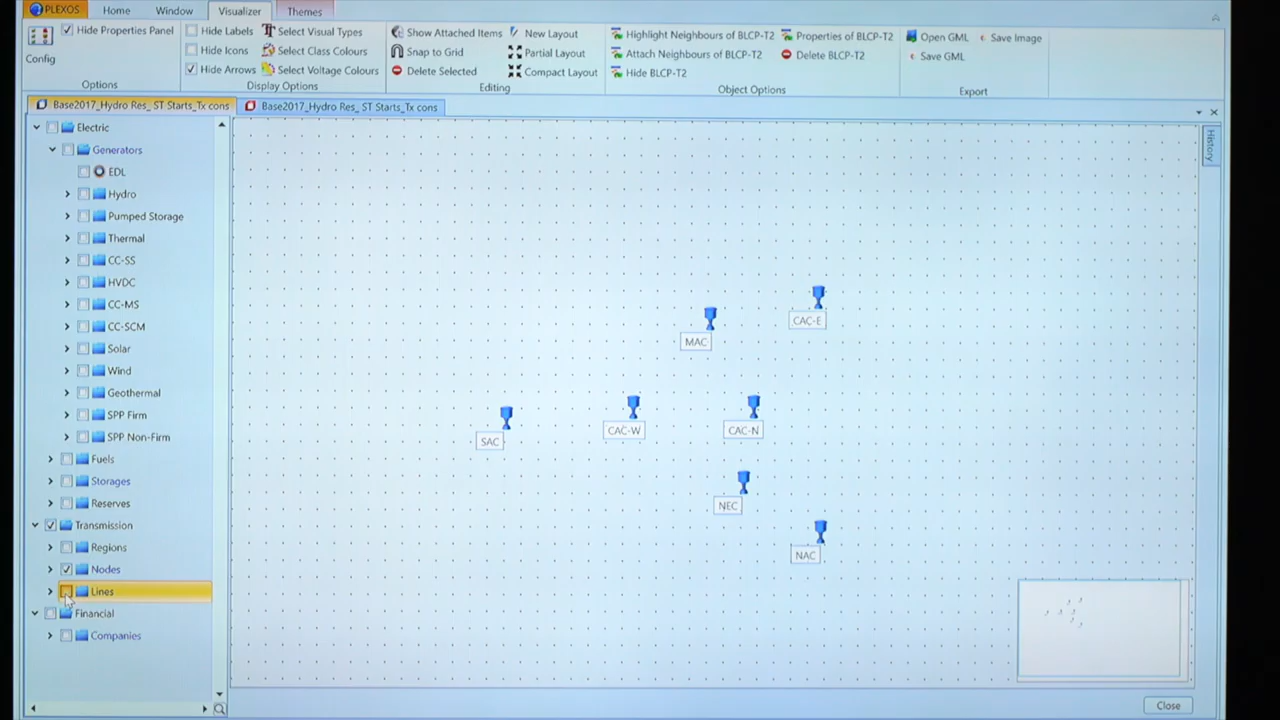 PLEXOS Home Window Visualizer Themes
Hide Properties Panel
Config
Options
Hide Labels Select Visual Types
Hide Icons Select Class Colours
Hide Arrows Select Voltage Colours
Display Options
Show Attached Items New Layout
Snap to Grid Partial Layout
Delete Selected Compact Layout
Editing
Highlight Neighbours of BLCP-T2 Properties of BLCP-T2
Attach Neighbours of BLCP-T2 Delete BLCP-T2
Hide BLCP-T2
Object Options
Open GML Save Image
Save GML
Export
Base2017_Hydro Res_ ST Starts_Tx cons
Base2017_Hydro Res_ ST Starts_Tx cons
Electric
Generators
EDL
Hydro
Pumped Storage
Thermal
CC-SS
HVDC
CC-MS
CC-SCM
Solar
Wind
Geothermal
SPP Firm
SPP Non-Firm
Fuels
Storages
Reserves
Transmission
Regions
Nodes
Lines
Financial
Companies
CAC-E
MAC
SAC
CAC-W
CAC-N
NEC
NAC
History
Close